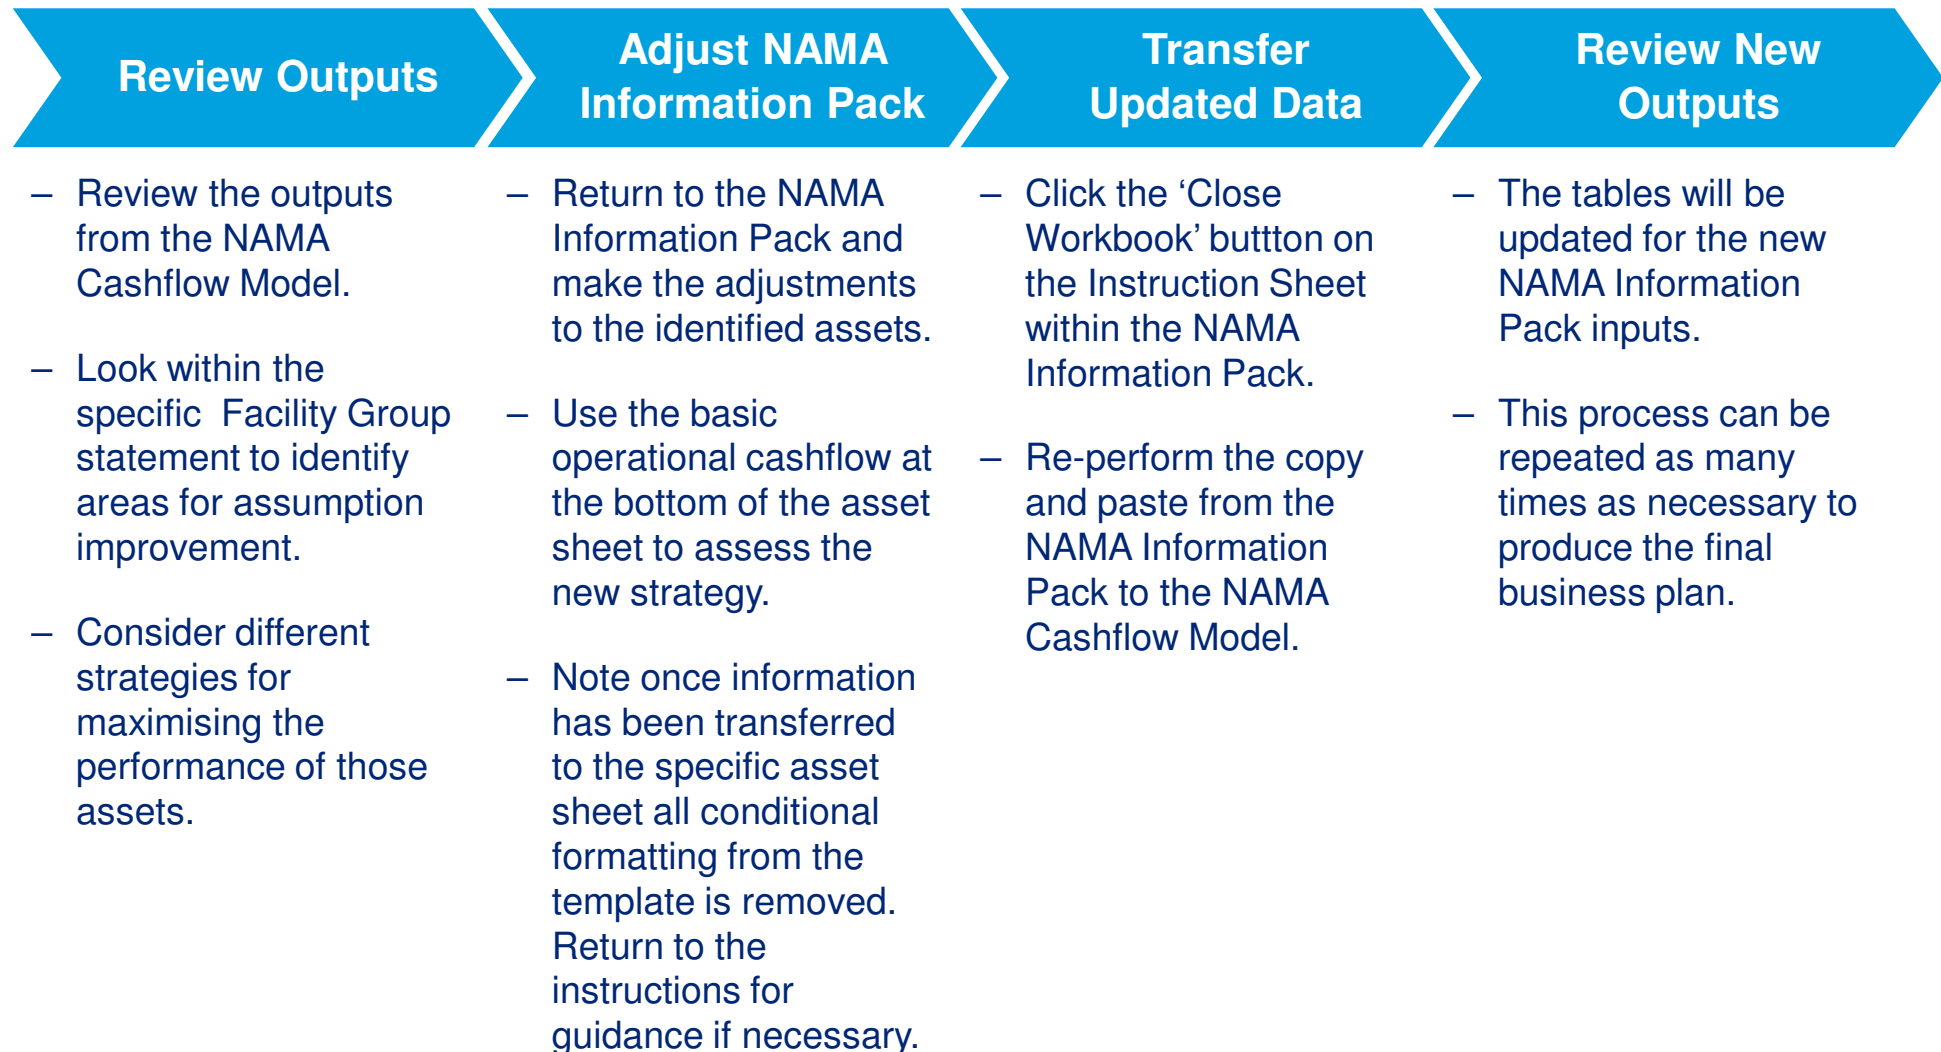 Review Outputs
Adjust NAMA
Information Pack
Transfer
Updated Data
Review New
Outputs
– Review the outputs
from the NAMA
Cashflow Model.
– Look within the
specific  Facility Group
statement to identify
areas for assumption
improvement.
– Consider different
strategies for
maximising the
performance of those
assets.
– Return to the NAMA
Information Pack and
make the adjustments
to the identified assets.
– Use the basic
operational cashflow at
the bottom of the asset
sheet to assess the
new strategy.
– Note once information
has been transferred
to the specific asset
sheet all conditional
formatting from the
template is removed.
Return to the
instructions for
guidance if necessary.
– Click the ‘Close
Workbook’ buttton on
the Instruction Sheet
within the NAMA
Information Pack.
– Re-perform the copy
and paste from the
NAMA Information
Pack to the NAMA
Cashflow Model.
– The tables will be
updated for the new
NAMA Information
Pack inputs.
– This process can be
repeated as many
times as necessary to
produce the final
business plan.